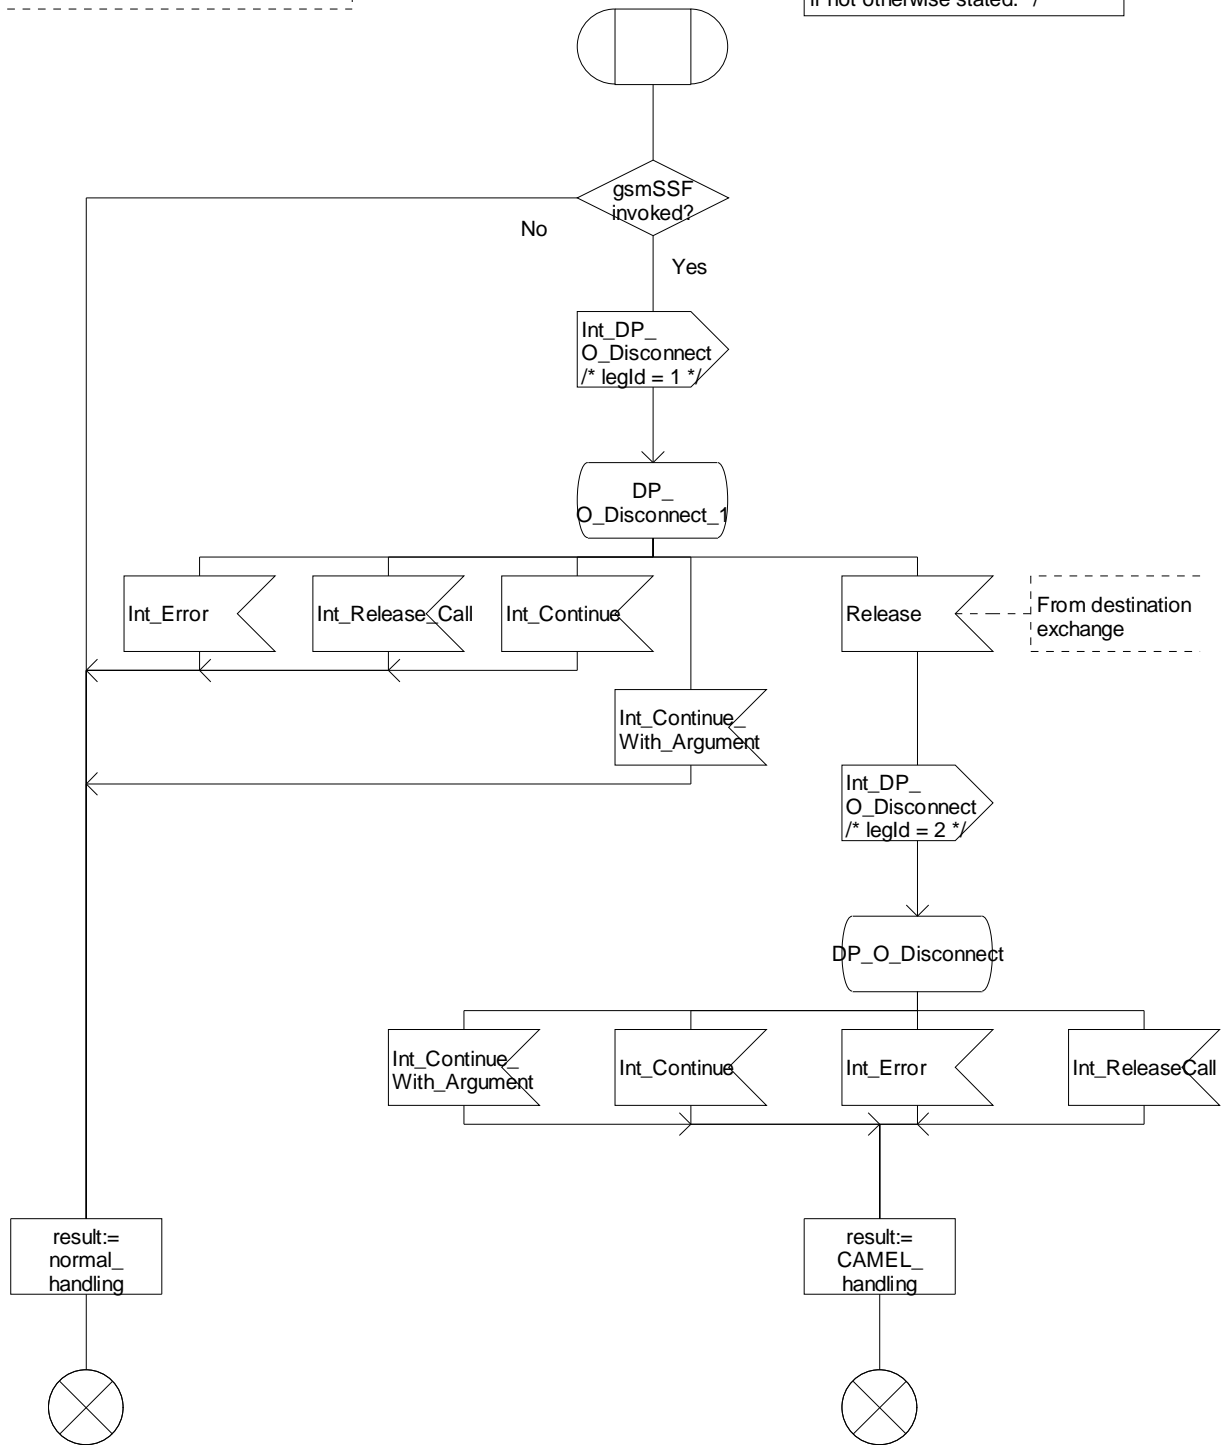 if not otherwise stated. */
gsmSSF
invoked?
No
Yes
Int_DP_
O_Disconnect
/* legId = 1 */
DP_
O_Disconnect_1
Int_Error
Int_Release_Call
Int_Continue
Release
From destination
exchange
Int_Continue_
With_Argument
Int_DP_
O_Disconnect
/* legId = 2 */
DP_O_Disconnect
Int_Continue_
With_Argument
Int_Continue
Int_Error
Int_ReleaseCall
result:=
normal_
handling
result:=
CAMEL_
handling